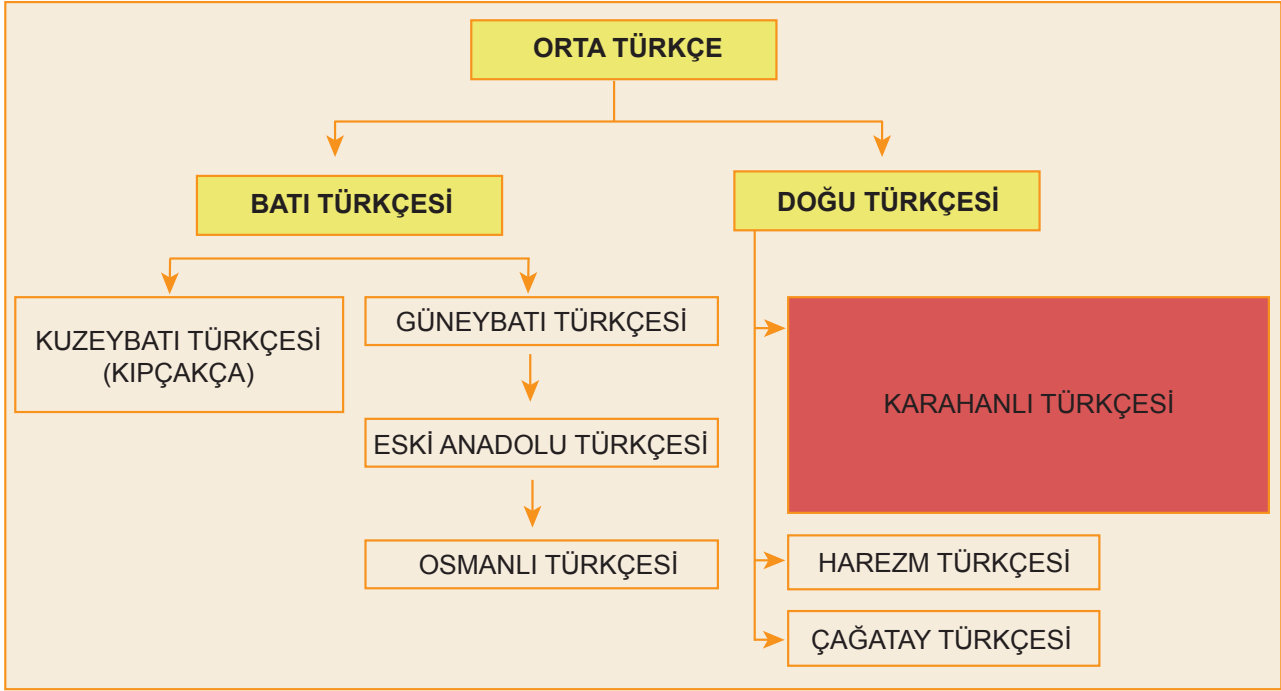 ORTA TÜRKÇE
BATI TÜRKÇESİ
DOĞU TÜRKÇESİ
KUZEYBATI TÜRKÇESİ
(KIPÇAKÇA)
GÜNEYBATI TÜRKÇESİ
ESKİ ANADOLU TÜRKÇESİ
OSMANLI TÜRKÇESİ
KARAHANLI TÜRKÇESİ
HAREZM TÜRKÇESİ
ÇAĞATAY TÜRKÇESİ